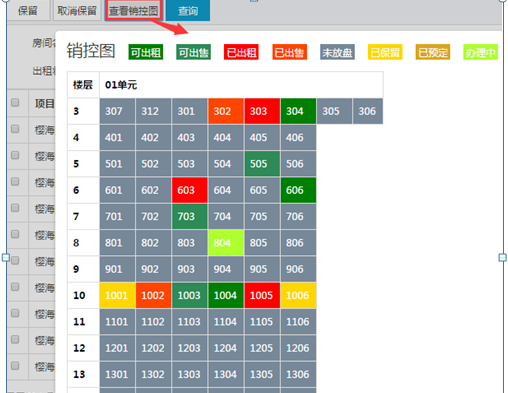 保留 取消保留 查看销控图 查询
房间名
出租状
项目
樱海
樱海
樱海
樱海
樱海
樱海
樱海
樱海
樱海
樱海
销控图 可出租 可出售 已出租 已出售 未放盘 已保留 已预定 办理中
楼层 01单元
3 307 312 301 302 303 304 305 306
4 401 402 403 404 405 406
5 501 502 503 504 505 506
6 601 602 603 604 605 606
7 701 702 703 704 705 706
8 801 802 803 804 805 806
9 901 902 903 904 905 906
10 1001 1002 1003 1004 1005 1006
11 1101 1102 1103 1104 1105 1106
12 1201 1202 1203 1204 1205 1206
13 1301 1302 1303 1304 1305 1306